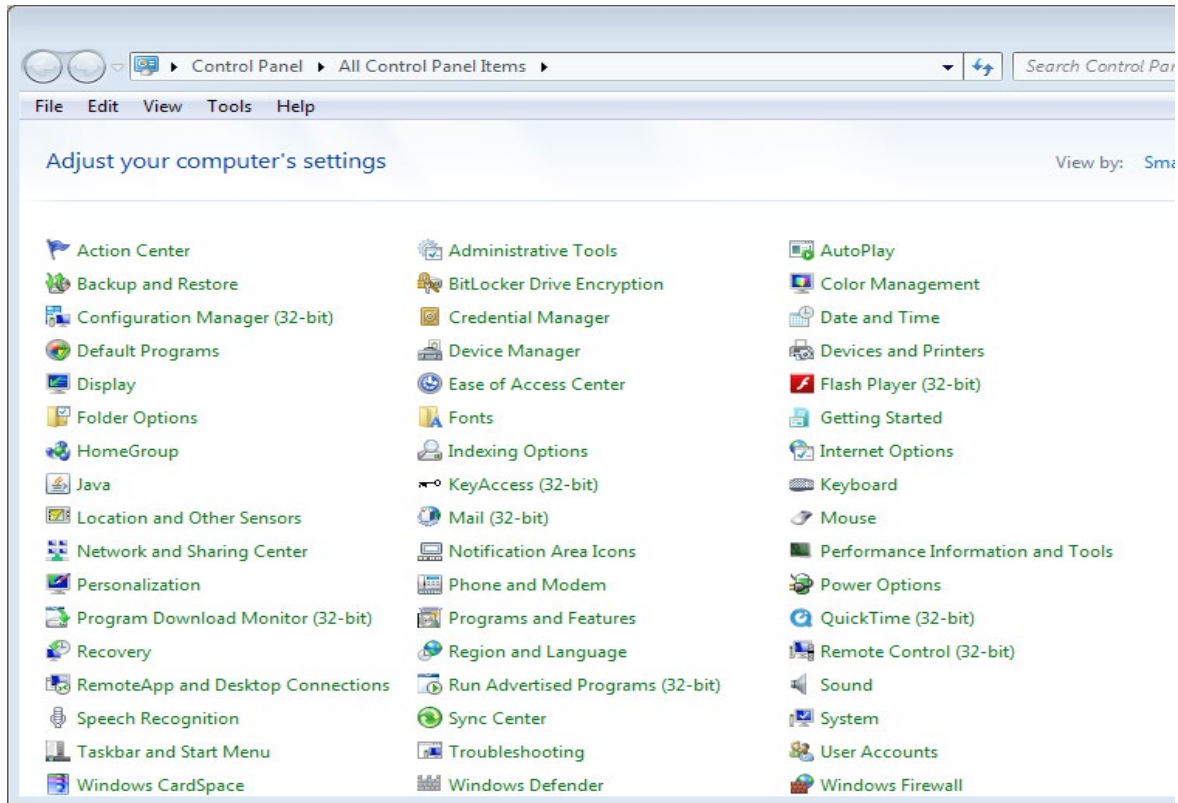 Control Panel All Control Panel Items Search Control Par
File Edit View Tools Help
Adjust your computer's settings View by: Sma
Action Center Administrative Tools AutoPlay
Backup and Restore BitLocker Drive Encryption Color Management
Configuration Manager (32-bit) Credential Manager Date and Time
Default Programs Device Manager Devices and Printers
Display Ease of Access Center Flash Player (32-bit)
Folder Options Fonts Getting Started
HomeGroup Indexing Options Internet Options
Java KeyAccess (32-bit) Keyboard
Location and Other Sensors Mail (32-bit) Mouse
Network and Sharing Center Notification Area Icons Performance Information and Tools
Personalization Phone and Modem Power Options
Program Download Monitor (32-bit) Programs and Features QuickTime (32-bit)
Recovery Region and Language Remote Control (32-bit)
RemoteApp and Desktop Connections Run Advertised Programs (32-bit) Sound
Speech Recognition Sync Center System
Taskbar and Start Menu Troubleshooting User Accounts
Windows CardSpace Windows Defender Windows Firewall